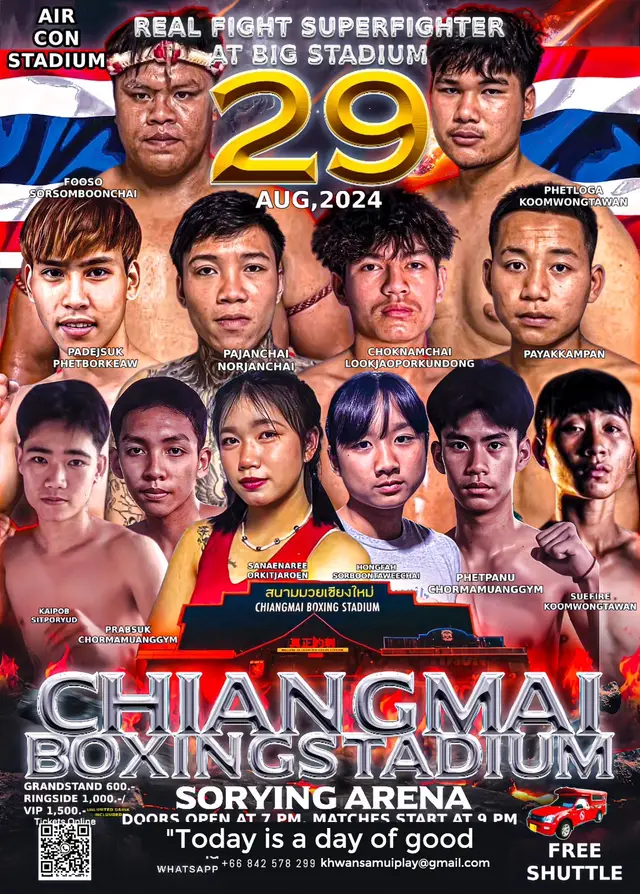 AIR
CON
STADIUM
REAL FIGHT SUPERFIGHTER
AT BIG STADIUM
29
AUG,2024
FOOSO
SORSOMBOONCHAI
PHETLOGA
KOOMWONGTAWAN
PADEJSUK
PHETBORKEAW
PAJANCHAI
NORJANCHAI
CHOKNAMCHAI
LOOKJAOPORKUNDONG
PAYAKKAMPAN
KAIPOB
SITPORYUD
PRABSUK
CHORMAMUANGGYM
SANAENAREE
ORKITJAROEN
HONGFAH
SORBOONTAWEECHAI
PHETPANU
CHORMAMUANGGYM
SUEFIRE
KOOMWONGTAWAN
สนามมวยเชียงใหม่
CHIANGMAI BOXING STADIUM
CHIANGMAI
BOXINGSTADIUM
GRANDSTAND 600.-
RINGSIDE 1,000.-/
VIP 1,500.-
UNLIMITED DRINK
INCLUDED
Tickets Online
SORYING ARENA
DOORS OPEN AT 7 PM. MATCHES START AT 9 PM
"Today is a day of good
WHATSAPP +66 842 578 299 khwansamuiplay@gmail.com
FREE
SHUTTLE